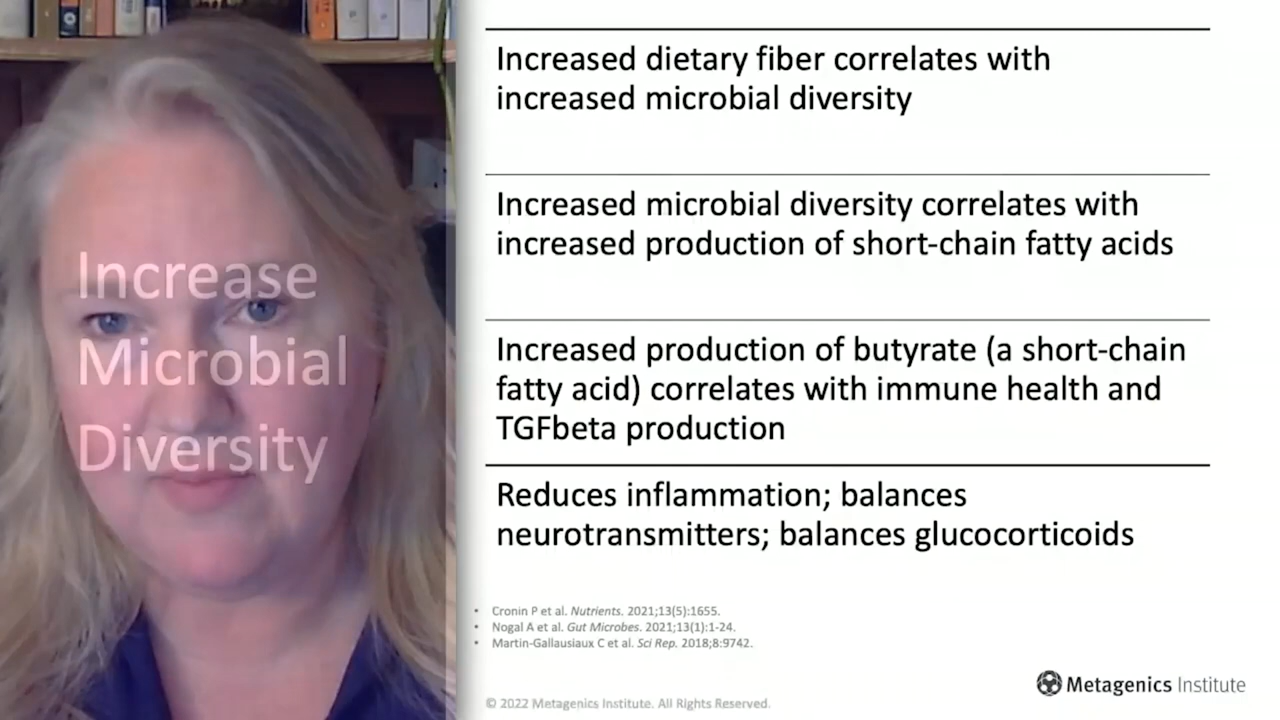 Increase
Microbial
Diversity
Increased dietary fiber correlates with
increased microbial diversity
Increased microbial diversity correlates with
increased production of short-chain fatty acids
Increased production of butyrate (a short-chain
fatty acid) correlates with immune health and
TGFbeta production
Reduces inflammation; balances
neurotransmitters; balances glucocorticoids
• Cronin P et al. Nutrients. 2021;13(5):1655.
• Nogal A et al. Gut Microbes. 2021;13(1):1-24.
• Martin-Gallausiaux C et al. Sci Rep. 2018;8:9742.
© 2022 Metagenics Institute. All Rights Reserved.
Metagenics Institute